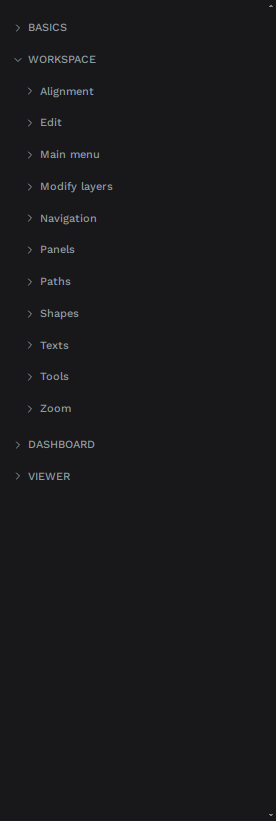 BASICS
WORKSPACE
Alignment
Edit
Main menu
Modify layers
Navigation
Panels
Paths
Shapes
Texts
Tools
Zoom
DASHBOARD
VIEWER